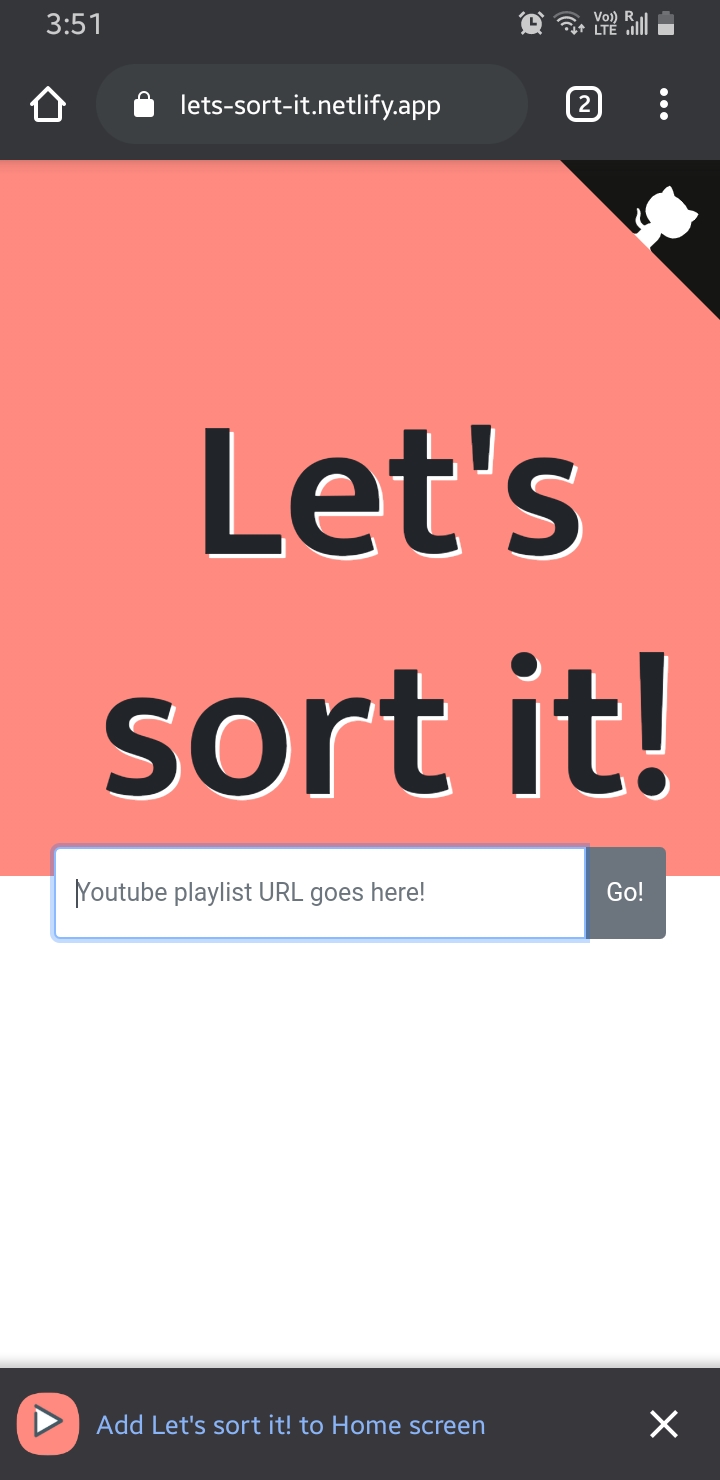 3:51
Vo)) LTE R
lets-sort-it.netlify.app
2
Let's
sort it!
Youtube playlist URL goes here!
Go!
Add Let's sort it! to Home screen